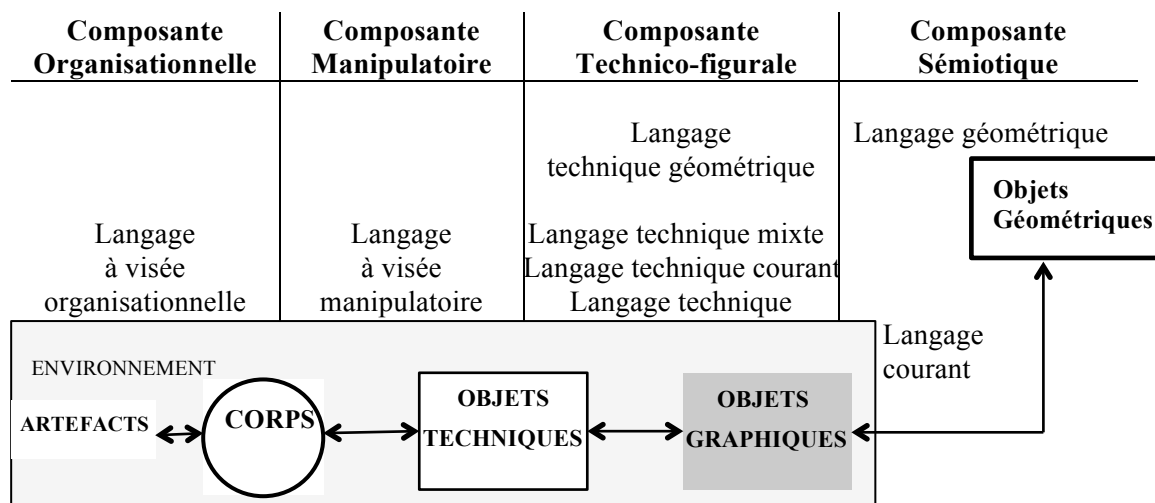 Composante
Organisationnelle
Composante
Manipulatoire
Composante
Technico-figurale
Composante
Sémiotique
Langage
technique géométrique
Langage géométrique
Objets
Géométriques
Langage
à visée
organisationnelle
Langage
à visée
manipulatoire
Langage technique mixte
Langage technique courant
Langage technique
Langage
courant
ENVIRONNEMENT
ARTEFACTS
CORPS
OBJETS
TECHNIQUES
OBJETS
GRAPHIQUES